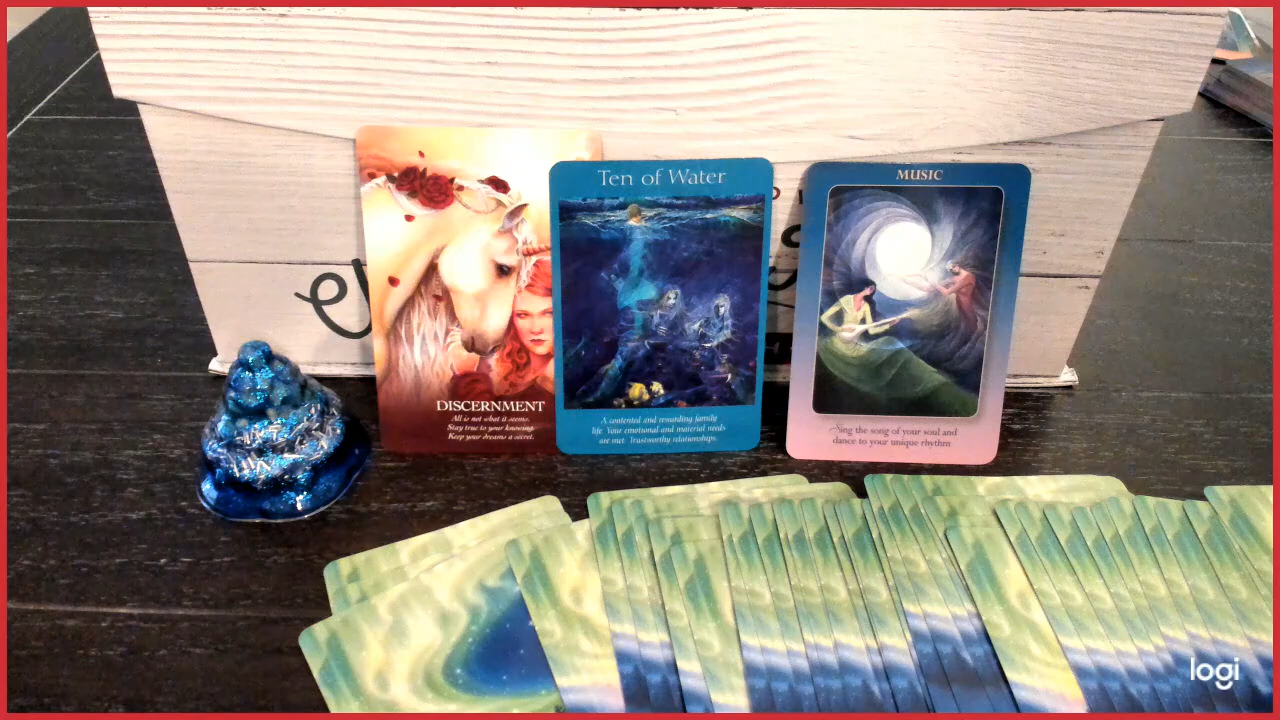 DISCERNMENT
All is not what it seems.
Stay true to your knowing.
Keep your dreams a secret.
Ten of Water
A contented and rewarding family
life. Your emotional and material needs
are met. Trustworthy relationships.
MUSIC
Sing the song of your soul and
dance to your unique rhythm
logi